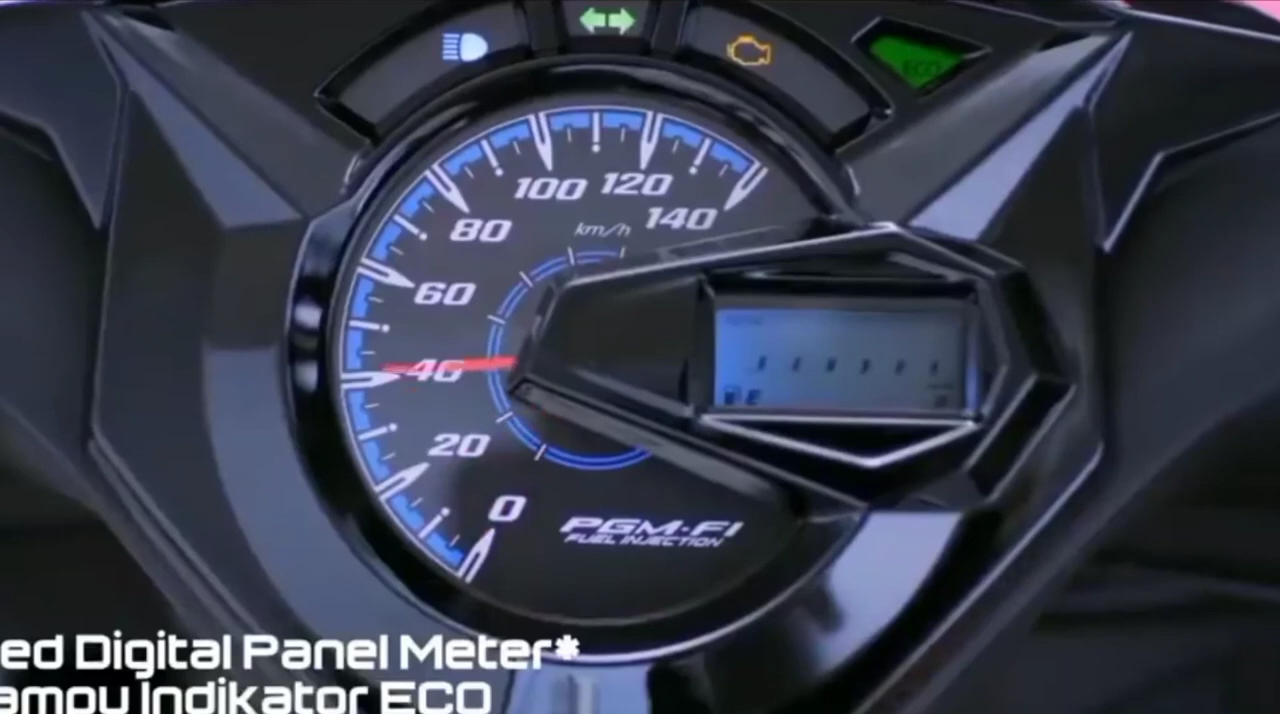 ECO
100 120
km/h 140
80
60
40
20
0
PGM-FI
FUEL INJECTION
E
ed Digital Panel Meter*
ampu Indikator ECO